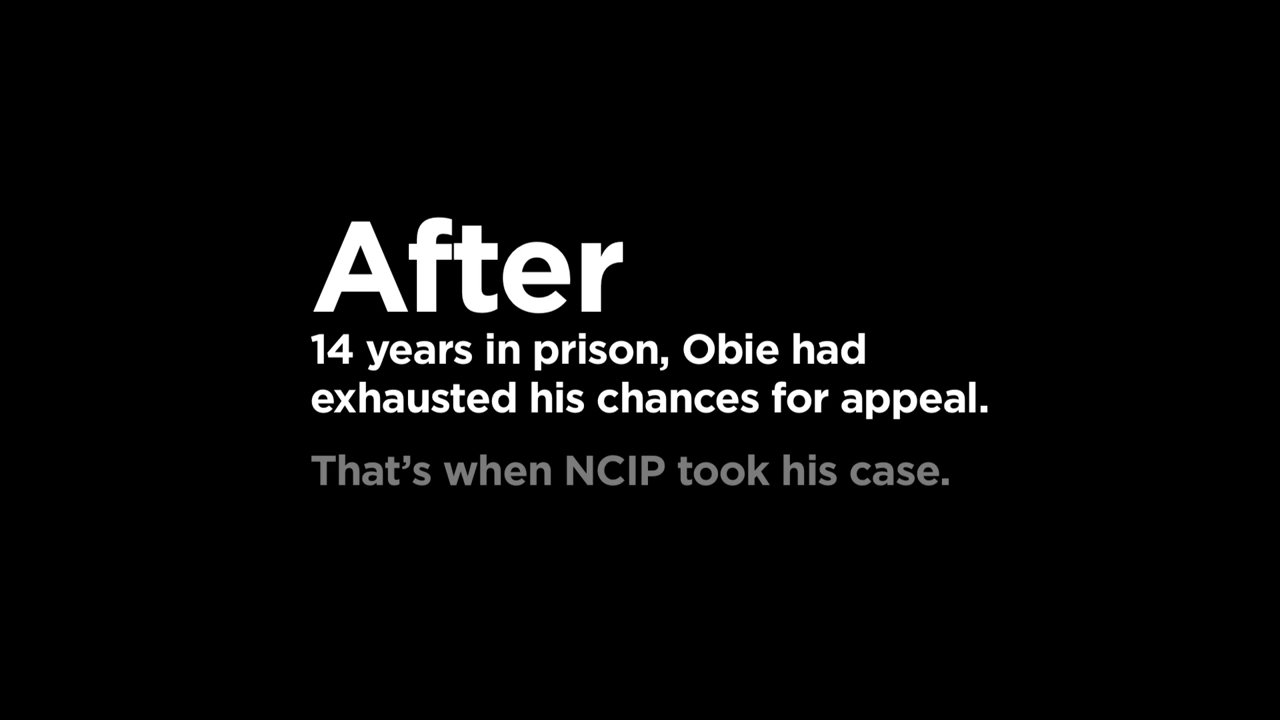 After
14 years in prison, Obie had
exhausted his chances for appeal.
That’s when NCIP took his case.